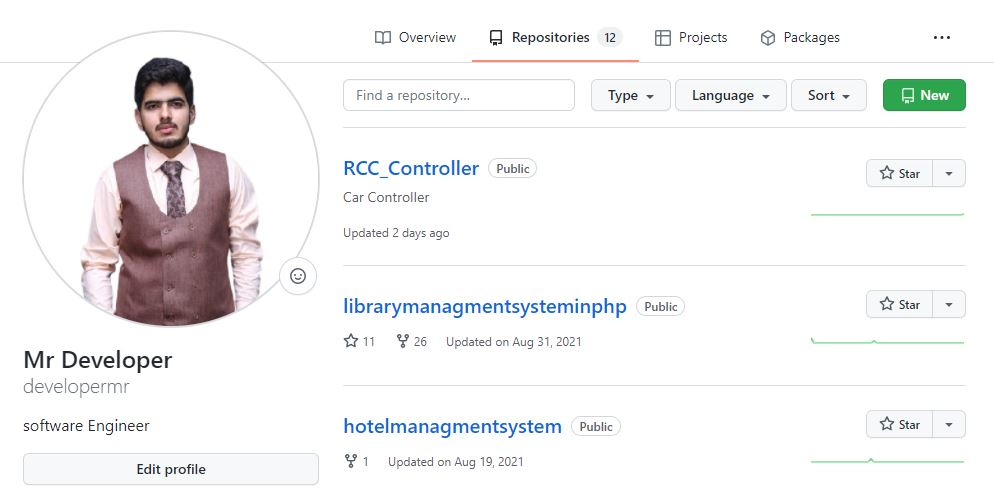 Overview Repositories 12 Projects Packages ...
Find a repository... Type Language Sort New
RCC_Controller Public Star
Car Controller
Updated 2 days ago
librarymanagmentsysteminphp Public Star
11 26 Updated on Aug 31, 2021
Mr Developer
developermr
software Engineer
Edit profile
hotelmanagmentsystem Public Star
1 Updated on Aug 19, 2021